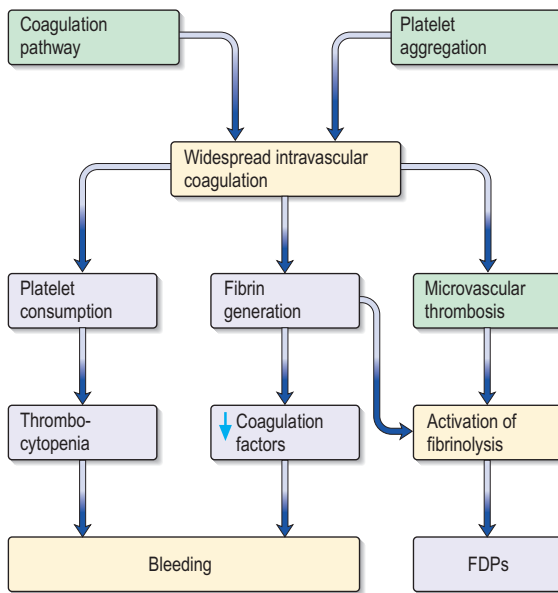 Coagulation
pathway
Platelet
aggregation
Widespread intravascular
coagulation
Platelet
consumption
Fibrin
generation
Microvascular
thrombosis
Thrombo-
cytopenia
Coagulation
factors
Activation of
fibrinolysis
Bleeding
FDPs